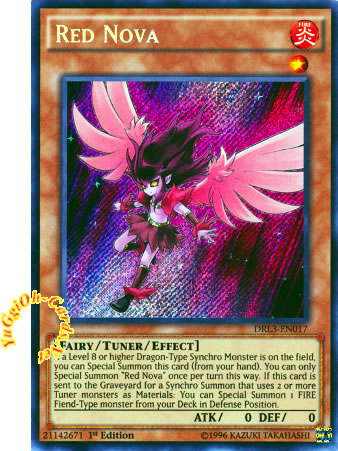 RED NOVA
FIRE
炎
DRL3-EN017
[FAIRY/TUNER/EFFECT]
If a Level 8 or higher Dragon-Type Synchro Monster is on the field,
you can Special Summon this card (from your hand). You can only
Special Summon "Red Nova" once per turn this way. If this card is
sent to the Graveyard for a Synchro Summon that uses 2 or more
Tuner monsters as Materials: You can Special Summon 1 FIRE
Fiend-Type monster from your Deck in Defense Position.
ATK/ 0 DEF/ 0
21142671 1st Edition ©1996 KAZUKI TAKAHASHI